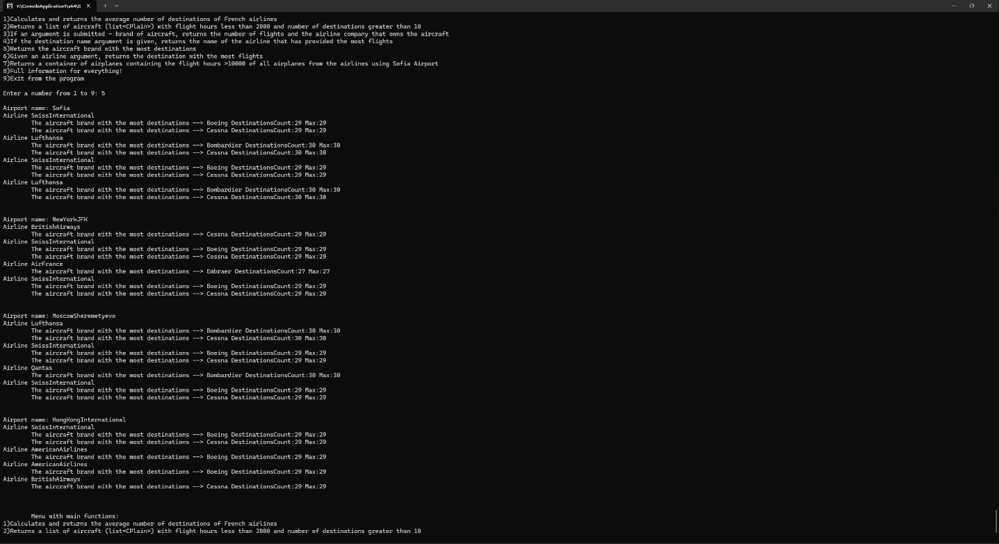 F:\ConsoleApplication1\x64\D
1)Calculates and returns the average number of destinations of French airlines
2)Returns a list of aircraft (list<CPlain>) with flight hours less than 2000 and number of destinations greater than 10
3)If an argument is submitted - brand of aircraft, returns the number of flights and the airline company that owns the aircraft
4)If the destination name argument is given, returns the name of the airline that has provided the most flights
5)Returns the aircraft brand with the most destinations
6)Given an airline argument, returns the destination with the most flights
7)Returns a container of airplanes containing the flight hours >10000 of all airplanes from the airlines using Sofia Airport
8)Full information for everything!
9)Exit from the program
Enter a number from 1 to 9: 5
Airport name: Sofia
Airline SwissInternational
The aircraft brand with the most destinations --> Boeing DestinationsCount:29 Max:29
The aircraft brand with the most destinations --> Cessna DestinationsCount:29 Max:29
Airline Lufthansa
The aircraft brand with the most destinations --> Bombardier DestinationsCount:30 Max:30
The aircraft brand with the most destinations --> Cessna DestinationsCount:30 Max:30
Airline SwissInternational
The aircraft brand with the most destinations --> Boeing DestinationsCount:29 Max:29
The aircraft brand with the most destinations --> Cessna DestinationsCount:29 Max:29
Airline Lufthansa
The aircraft brand with the most destinations --> Bombardier DestinationsCount:30 Max:30
The aircraft brand with the most destinations --> Cessna DestinationsCount:30 Max:30
Airport name: NewYorkJFK
Airline BritishAirways
The aircraft brand with the most destinations --> Cessna DestinationsCount:29 Max:29
Airline SwissInternational
The aircraft brand with the most destinations --> Boeing DestinationsCount:29 Max:29
The aircraft brand with the most destinations --> Cessna DestinationsCount:29 Max:29
Airline AirFrance
The aircraft brand with the most destinations --> Embraer DestinationsCount:27 Max:27
Airline SwissInternational
The aircraft brand with the most destinations --> Boeing DestinationsCount:29 Max:29
The aircraft brand with the most destinations --> Cessna DestinationsCount:29 Max:29
Airport name: MoscowSheremetyevo
Airline Lufthansa
The aircraft brand with the most destinations --> Bombardier DestinationsCount:30 Max:30
The aircraft brand with the most destinations --> Cessna DestinationsCount:30 Max:30
Airline SwissInternational
The aircraft brand with the most destinations --> Boeing DestinationsCount:29 Max:29
The aircraft brand with the most destinations --> Cessna DestinationsCount:29 Max:29
Airline Qantas
The aircraft brand with the most destinations --> Bombardier DestinationsCount:30 Max:30
Airline SwissInternational
The aircraft brand with the most destinations --> Boeing DestinationsCount:29 Max:29
The aircraft brand with the most destinations --> Cessna DestinationsCount:29 Max:29
Airport name: HongKongInternational
Airline SwissInternational
The aircraft brand with the most destinations --> Boeing DestinationsCount:29 Max:29
The aircraft brand with the most destinations --> Cessna DestinationsCount:29 Max:29
Airline AmericanAirlines
The aircraft brand with the most destinations --> Boeing DestinationsCount:29 Max:29
Airline AmericanAirlines
The aircraft brand with the most destinations --> Boeing DestinationsCount:29 Max:29
Airline BritishAirways
The aircraft brand with the most destinations --> Cessna DestinationsCount:29 Max:29
Menu with main functions:
1)Calculates and returns the average number of destinations of French airlines
2)Returns a list of aircraft (list<CPlain>) with flight hours less than 2000 and number of destinations greater than 10